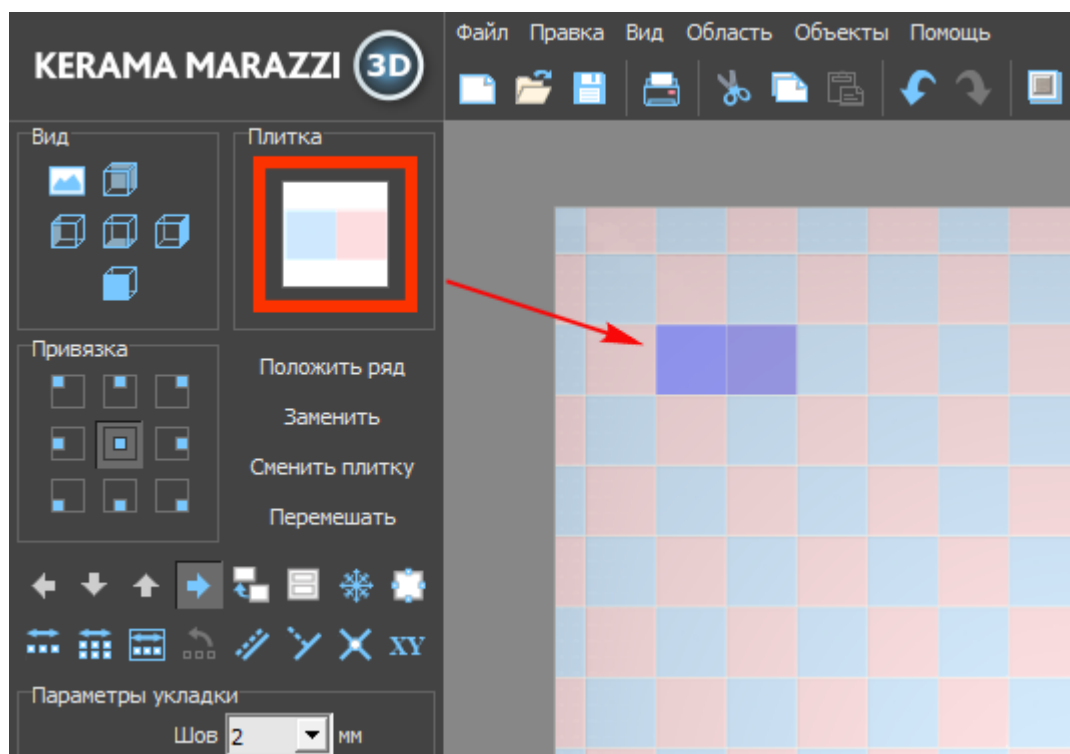 KERAMA MARAZZI 3D
Файл Правка Вид Область Объекты Помощь
Вид
Плитка
Привязка
Положить ряд
Заменить
Сменить плитку
Перемешать
XY
Параметры укладки
Шов 2 мм